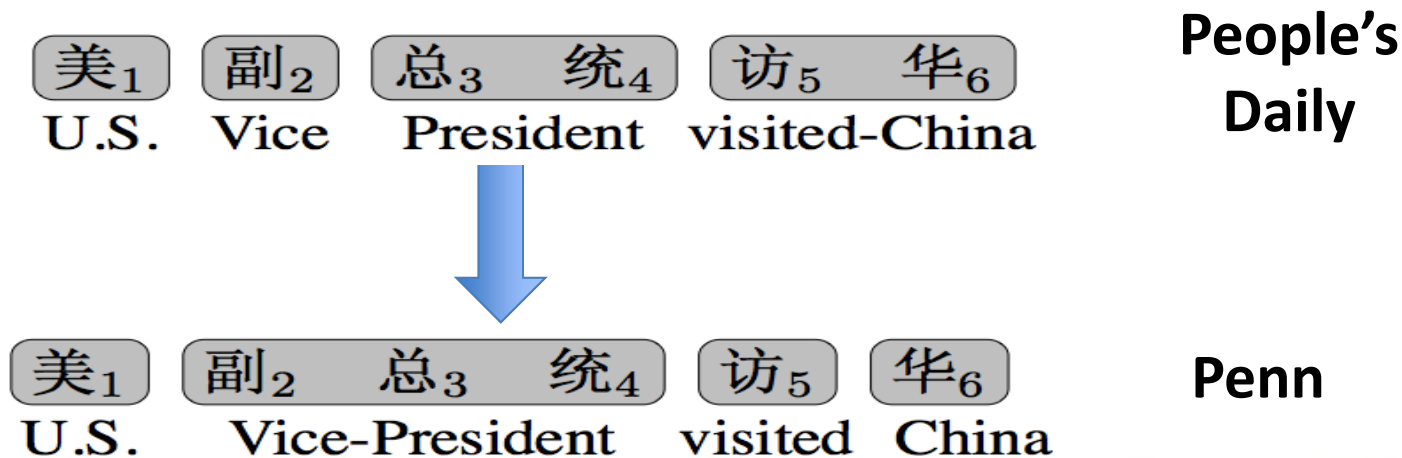 美₁ 副₂ 总₃ 统₄ 访₅ 华₆
U.S. Vice President visited-China
People's
Daily
美₁ 副₂ 总₃ 统₄ 访₅ 华₆
U.S. Vice-President visited China
Penn